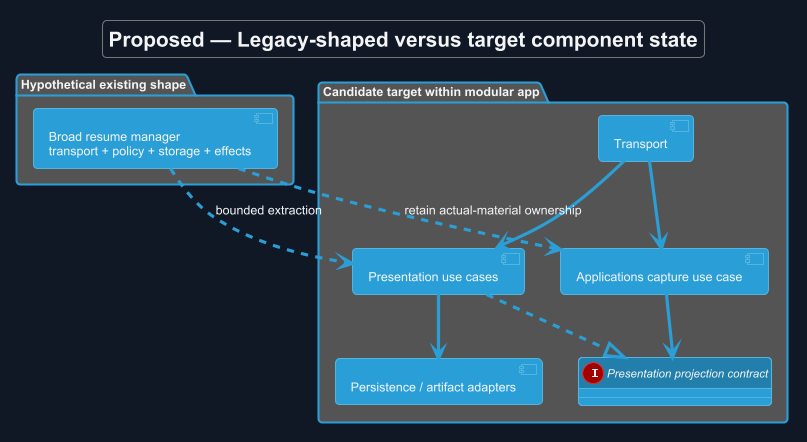 Proposed — Legacy-shaped versus target component state
Hypothetical existing shape
Broad resume manager
transport + policy + storage + effects
Candidate target within modular app
Transport
bounded extraction
retain actual-material ownership
Presentation use cases
Applications capture use case
Persistence / artifact adapters
I
Presentation projection contract